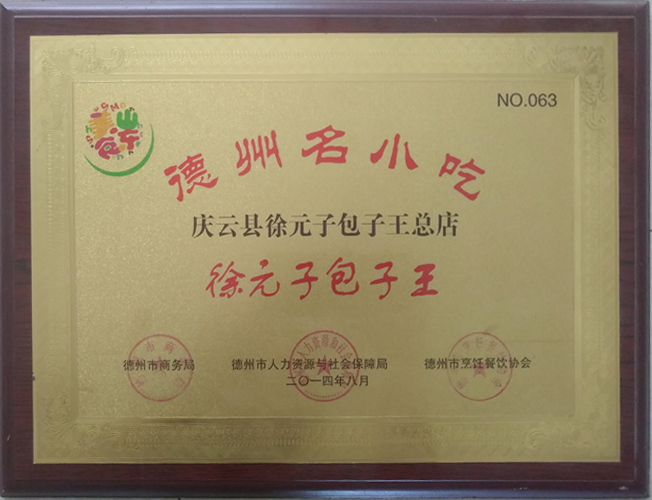 NO.063
德州名小吃
庆云县徐元子包子王总店
徐元子包子王
德州市商务局 德州市人力资源与社会保障局 德州市烹饪餐饮协会
二〇一四年八月